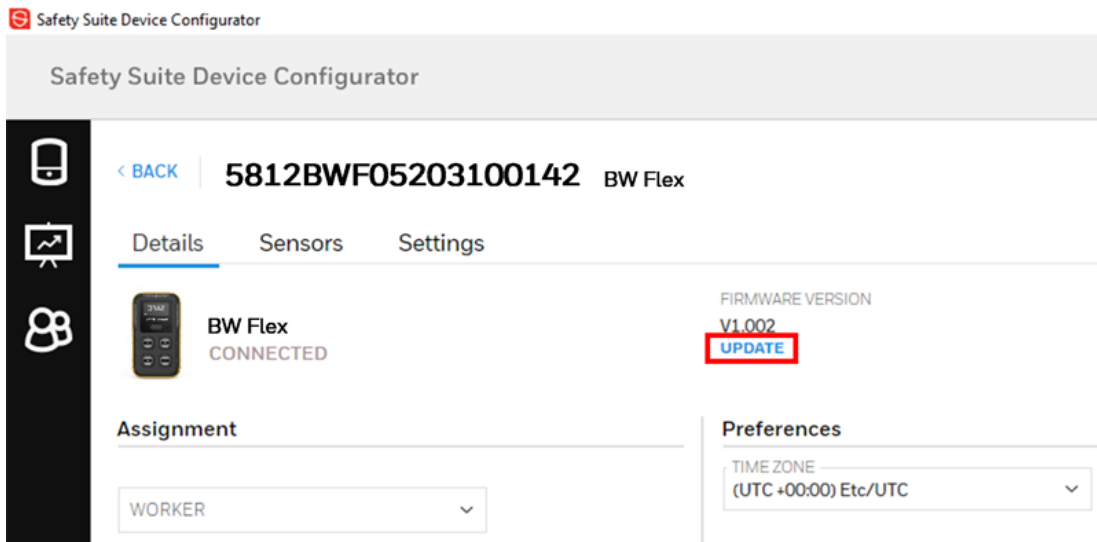 Safety Suite Device Configurator
Safety Suite Device Configurator
< BACK
5812BWF05203100142 BW Flex
Details Sensors Settings
FIRMWARE VERSION
V1.002
UPDATE
BW Flex
CONNECTED
Assignment
Preferences
TIME ZONE
(UTC +00:00) Etc/UTC
WORKER